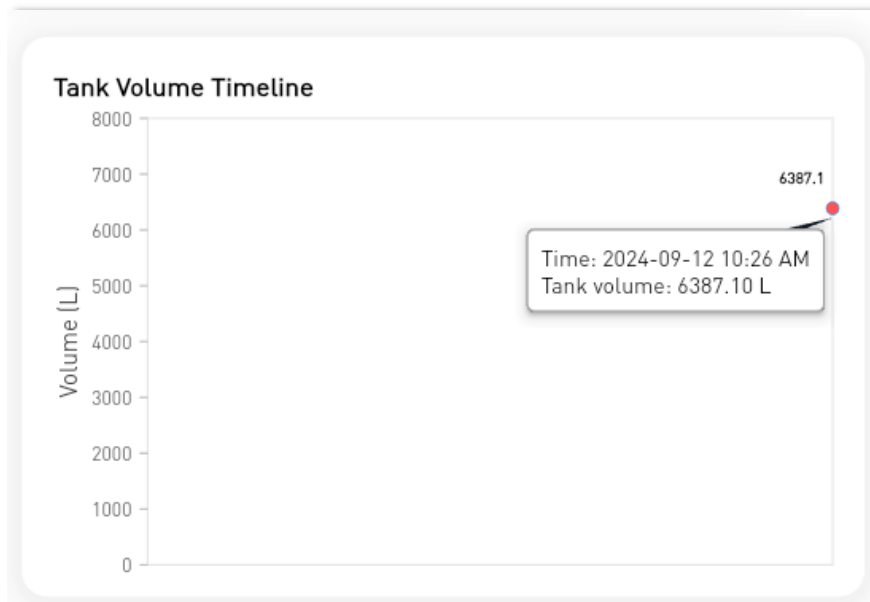 Tank Volume Timeline
8000
7000
6387.1
6000
Time: 2024-09-12 10:26 AM
Tank volume: 6387.10 L
5000
Volume (L)
4000
3000
2000
1000
0